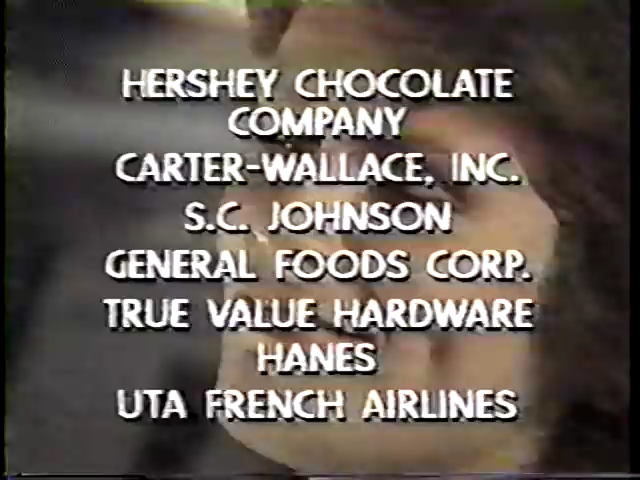 HERSHEY CHOCOLATE
COMPANY
CARTER-WALLACE, INC.
S.C. JOHNSON
GENERAL FOODS CORP.
TRUE VALUE HARDWARE
HANES
UTA FRENCH AIRLINES